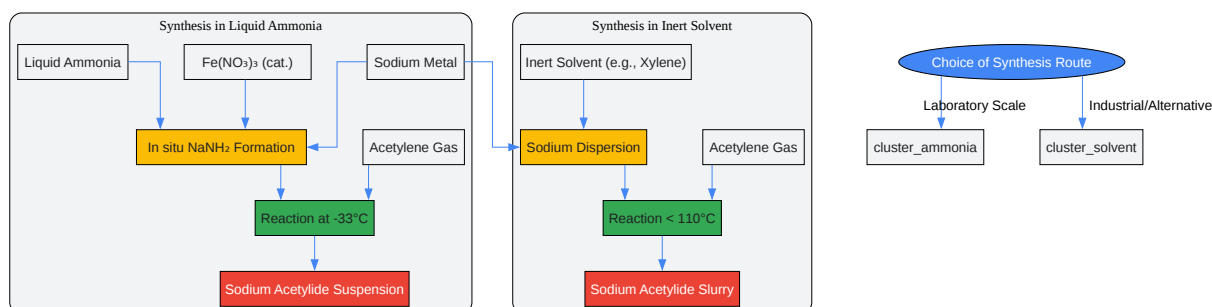 Synthesis in Liquid Ammonia
Liquid Ammonia
Fe(NO₃)₃ (cat.)
Sodium Metal
In situ NaNH₂ Formation
Acetylene Gas
Reaction at -33°C
Sodium Acetylide Suspension
Synthesis in Inert Solvent
Inert Solvent (e.g., Xylene)
Sodium Dispersion
Acetylene Gas
Reaction < 110°C
Sodium Acetylide Slurry
Choice of Synthesis Route
Laboratory Scale
Industrial/Alternative
cluster_ammonia
cluster_solvent